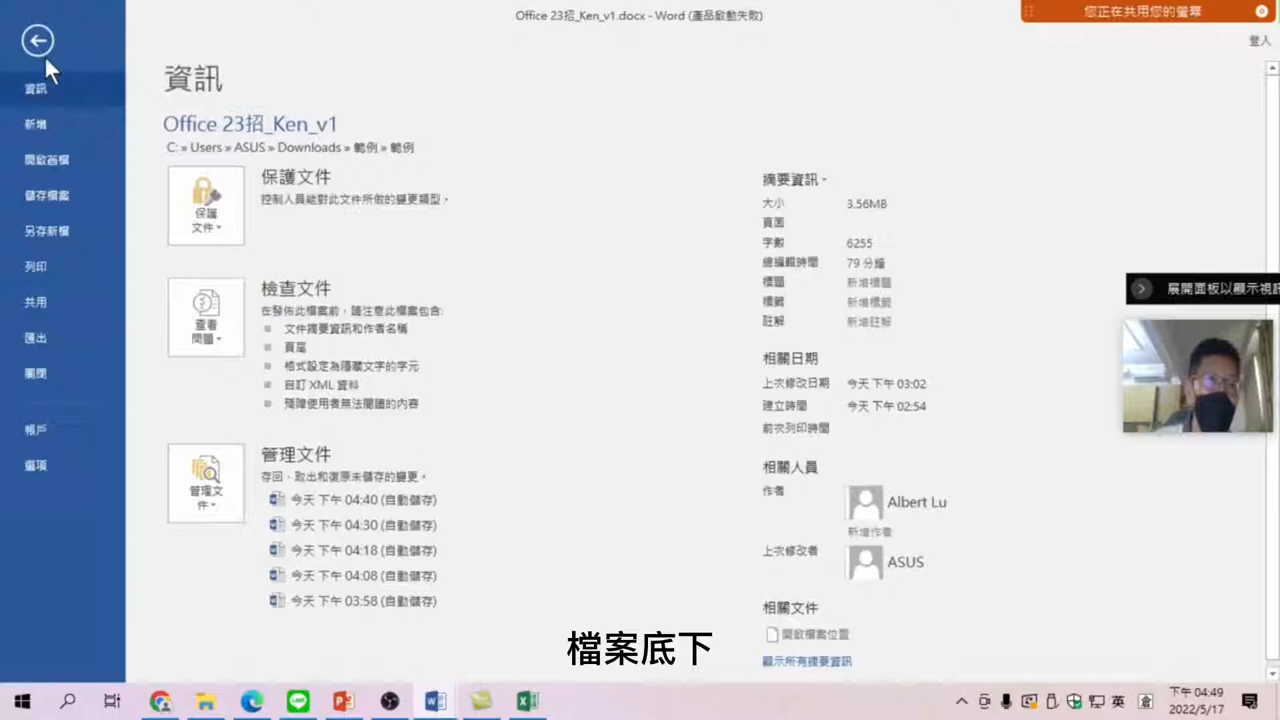 Office 23招_Ken_v1.docx - Word (產品啟動失敗)
您正在共用您的螢幕
登入
資訊
新增
開啟舊檔
儲存檔案
另存新檔
列印
共用
匯出
關閉
帳戶
選項
資訊
Office 23招_Ken_v1
C: » Users » ASUS » Downloads » 範例 » 範例
保護文件
控制人員能對此文件所做的變更類型。
保護
文件
檢查文件
在發佈此檔案前，請注意此檔案包含:
文件摘要資訊和作者名稱
頁尾
格式設定為隱藏文字的字元
自訂 XML 資料
殘障使用者無法閱讀的內容
查看
問題
管理文件
存回、取出和復原未儲存的變更。
今天 下午 04:40 (自動儲存)
今天 下午 04:30 (自動儲存)
今天 下午 04:18 (自動儲存)
今天 下午 04:08 (自動儲存)
今天 下午 03:58 (自動儲存)
管理文
件
摘要資訊
大小 3.56MB
頁面
字數 6255
總編輯時間 79 分鐘
標題 新增標題
標籤 新增標籤
註解 新增註解
相關日期
上次修改日期 今天 下午 03:02
建立時間 今天 下午 02:54
前次列印時間
相關人員
作者 Albert Lu
新增作者
上次修改者 ASUS
相關文件
開啟檔案位置
顯示所有摘要資訊
展開面板以顯示視訊
檔案底下
英
倉
下午 04:49
2022/5/17